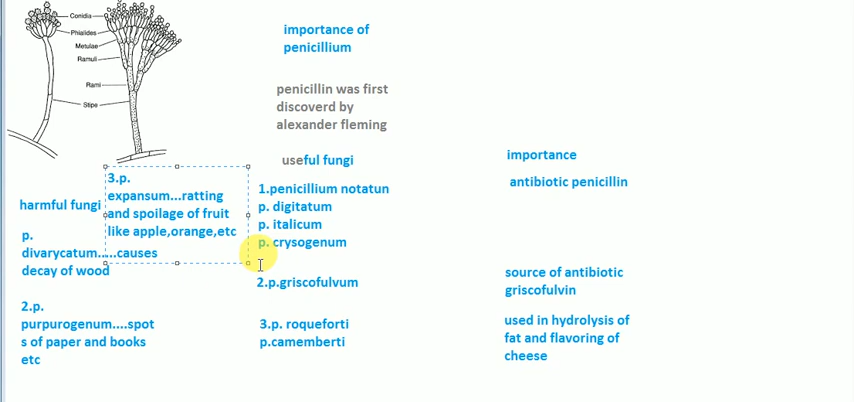 Conidia
Phialides
Metulae
Ramuli
Rami
Stipe
importance of
penicillium
penicillin was first
discoverd by
alexander fleming
useful fungi
importance
1.penicillium notatun
p. digitatum
p. italicum
p. crysogenum
antibiotic penicillin
2.p.griscofulvum
source of antibiotic
griscofulvin
3.p. roqueforti
p.camemberti
used in hydrolysis of
fat and flavoring of
cheese
harmful fungi
p.
divarycatum.....causes
decay of wood
2.p.
purpurogenum....spot
s of paper and books
etc
3.p.
expansum...ratting
and spoilage of fruit
like apple,orange,etc